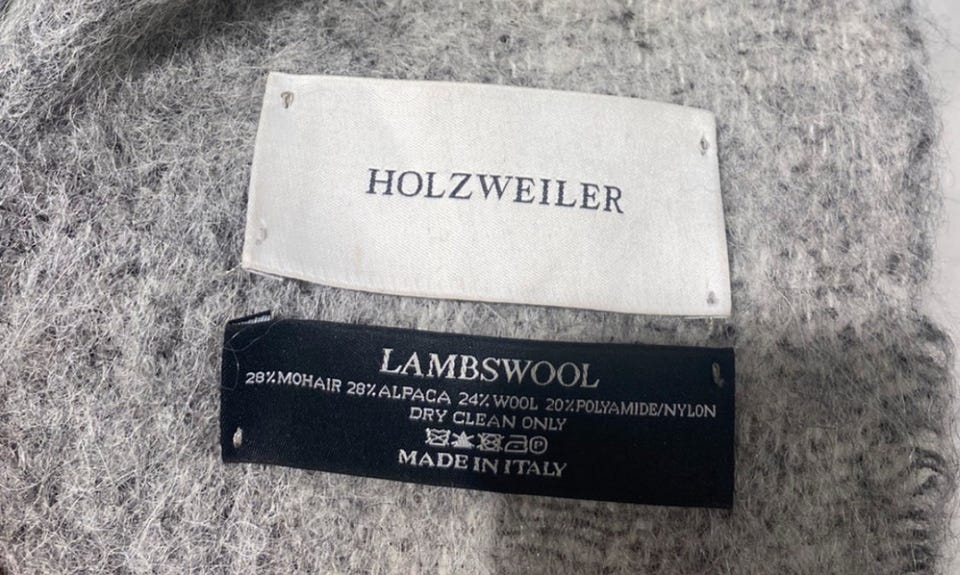 HOLZWEILER
LAMBSWOOL
28%MOHAIR 28%ALPACA 24%WOOL 20%POLYAMIDE/NYLON
DRY CLEAN ONLY
MADE IN ITALY